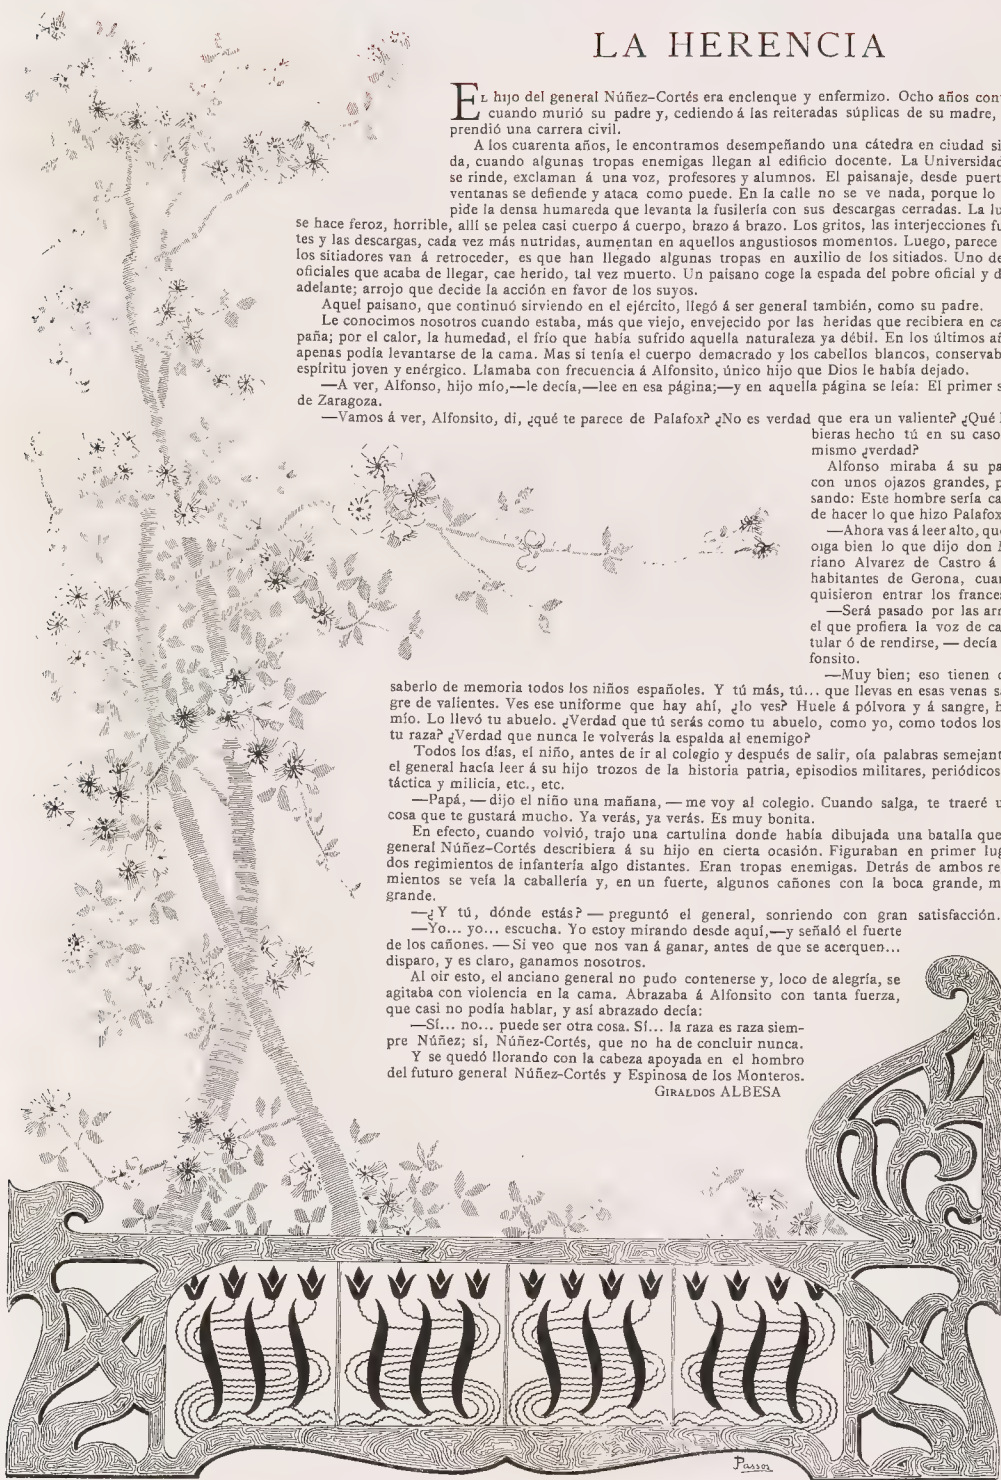 LA HERENCIA
EL hijo del general Núñez-Cortés era enclenque y enfermizo. Ocho años
cuando murió su padre y, cediendo á las reiteradas súplicas de su madre,
prendió una carrera civil.
A los cuarenta años, le encontramos desempeñando una cátedra en ciudad
da, cuando algunas tropas enemigas llegan al edificio docente. La Universidad
se rinde, exclaman á una voz, profesores y alumnos. El paisanaje, desde
ventanas se defiende y ataca como puede. En la calle no se ve nada, porque lo
pide la densa humareda que levanta la fusilería con sus descargas cerradas. La
se hace feroz, horrible, allí se pelea casi cuerpo á cuerpo, brazo á brazo. Los gritos, las interjecciones
tes y las descargas, cada vez más nutridas, aumentan en aquellos angustiosos momentos. Luego, parece
los sitiadores van á retroceder, es que han llegado algunas tropas en auxilio de los sitiados. Uno
oficiales que acaba de llegar, cae herido, tal vez muerto. Un paisano coge la espada del pobre oficial y
adelante; arrojo que decide la acción en favor de los suyos.
Aquel paisano, que continuó sirviendo en el ejército, llegó á ser general también, como su padre.
Le conocimos nosotros cuando estaba, más que viejo, envejecido por las heridas que recibiera en
paña; por el calor, la humedad, el frío que había sufrido aquella naturaleza ya débil. En los últimos
apenas podía levantarse de la cama. Mas si tenía el cuerpo demacrado y los cabellos blancos,
espíritu joven y enérgico. Llamaba con frecuencia á Alfonsito, único hijo que Dios le había dejado.
—A ver, Alfonso, hijo mío,—le decía,—lee en esa página;—y en aquella página se leía: El primer
de Zaragoza.
—Vamos á ver, Alfonsito, di, ¿qué te parece de Palafox? ¿No es verdad que era un valiente? ¿Qué
bieras hecho tú en su caso
mismo ¿verdad?
Alfonso miraba á su
con unos ojazos grandes,
sando: Este hombre sería
de hacer lo que hizo Palafox
—Ahora vas á leer alto,
oiga bien lo que dijo don
riano Alvarez de Castro á
habitantes de Gerona,
quisieron entrar los
—Será pasado por las
el que profiera la voz de
tular ó de rendirse, — decía
fonsito.
—Muy bien; eso tienen
saberlo de memoria todos los niños españoles. Y tú más, tú... que llevas en esas venas
gre de valientes. Ves ese uniforme que hay ahí, ¿lo ves? Huele á pólvora y á sangre,
mío. Lo llevó tu abuelo. ¿Verdad que tú serás como tu abuelo, como yo, como todos los
tu raza? ¿Verdad que nunca le volverás la espalda al enemigo?
Todos los días, el niño, antes de ir al colegio y después de salir, oía palabras
el general hacía leer á su hijo trozos de la historia patria, episodios militares, periódicos
táctica y milicia, etc., etc.
—Papá, — dijo el niño una mañana, — me voy al colegio. Cuando salga, te traeré
cosa que te gustará mucho. Ya verás, ya verás. Es muy bonita.
En efecto, cuando volvió, trajo una cartulina donde había dibujada una batalla que
general Núñez-Cortés describiera á su hijo en cierta ocasión. Figuraban en primer
dos regimientos de infantería algo distantes. Eran tropas enemigas. Detrás de ambos
mientos se veía la caballería y, en un fuerte, algunos cañones con la boca grande,
grande.
—¿Y tú, dónde estás? — preguntó el general, sonriendo con gran satisfacción.
—Yo... yo... escucha. Yo estoy mirando desde aquí,—y señaló el fuerte
de los cañones. — Si veo que nos van á ganar, antes de que se acerquen...
disparo, y es claro, ganamos nosotros.
Al oir esto, el anciano general no pudo contenerse y, loco de alegría, se
agitaba con violencia en la cama. Abrazaba á Alfonsito con tanta fuerza,
que casi no podía hablar, y así abrazado decía:
—Sí... no... puede ser otra cosa. Sí... la raza es raza siem-
pre Núñez; sí, Núñez-Cortés, que no ha de concluir nunca.
Y se quedó llorando con la cabeza apoyada en el hombro
del futuro general Núñez-Cortés y Espinosa de los Monteros.
GIRALDOS ALBESA
Passos